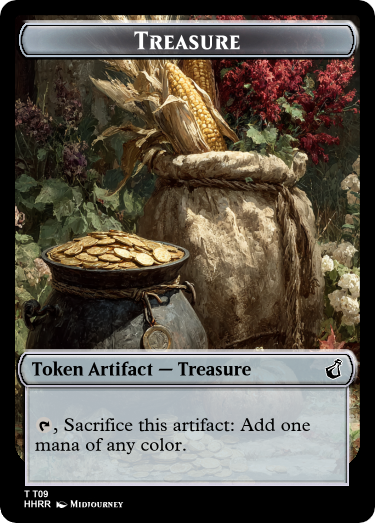 TREASURE
Token Artifact — Treasure
, Sacrifice this artifact: Add one
mana of any color.
T T09
HHRR MIDJOURNEY